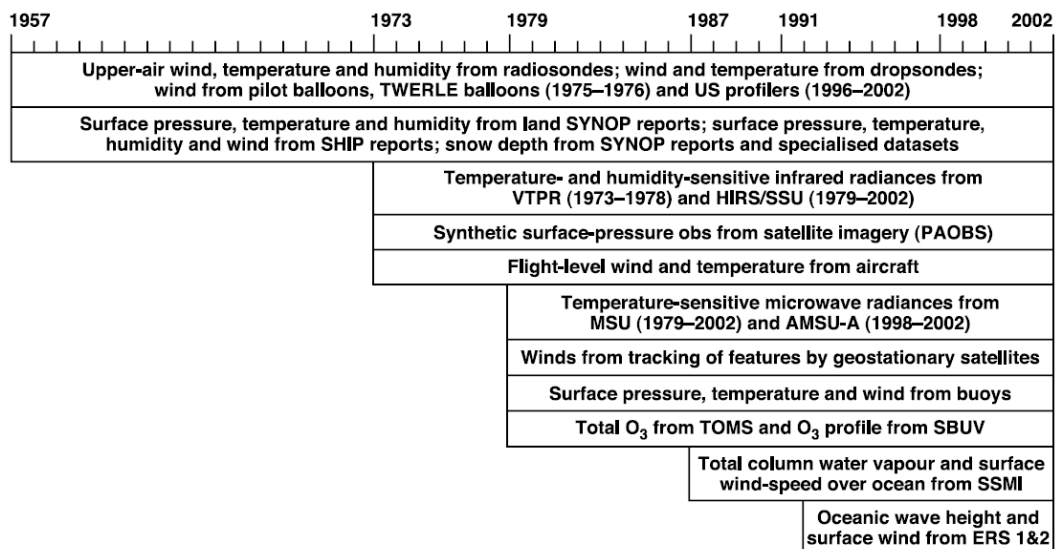 1957 1973 1979 1987 1991 1998 2002
Upper-air wind, temperature and humidity from radiosondes; wind and temperature from dropsondes;
wind from pilot balloons, TWERLE balloons (1975–1976) and US profilers (1996–2002)
Surface pressure, temperature and humidity from land SYNOP reports; surface pressure, temperature,
humidity and wind from SHIP reports; snow depth from SYNOP reports and specialised datasets
Temperature- and humidity-sensitive infrared radiances from
VTPR (1973–1978) and HIRS/SSU (1979–2002)
Synthetic surface-pressure obs from satellite imagery (PAOBS)
Flight-level wind and temperature from aircraft
Temperature-sensitive microwave radiances from
MSU (1979–2002) and AMSU-A (1998–2002)
Winds from tracking of features by geostationary satellites
Surface pressure, temperature and wind from buoys
Total O₃ from TOMS and O₃ profile from SBUV
Total column water vapour and surface
wind-speed over ocean from SSMI
Oceanic wave height and
surface wind from ERS 1&2